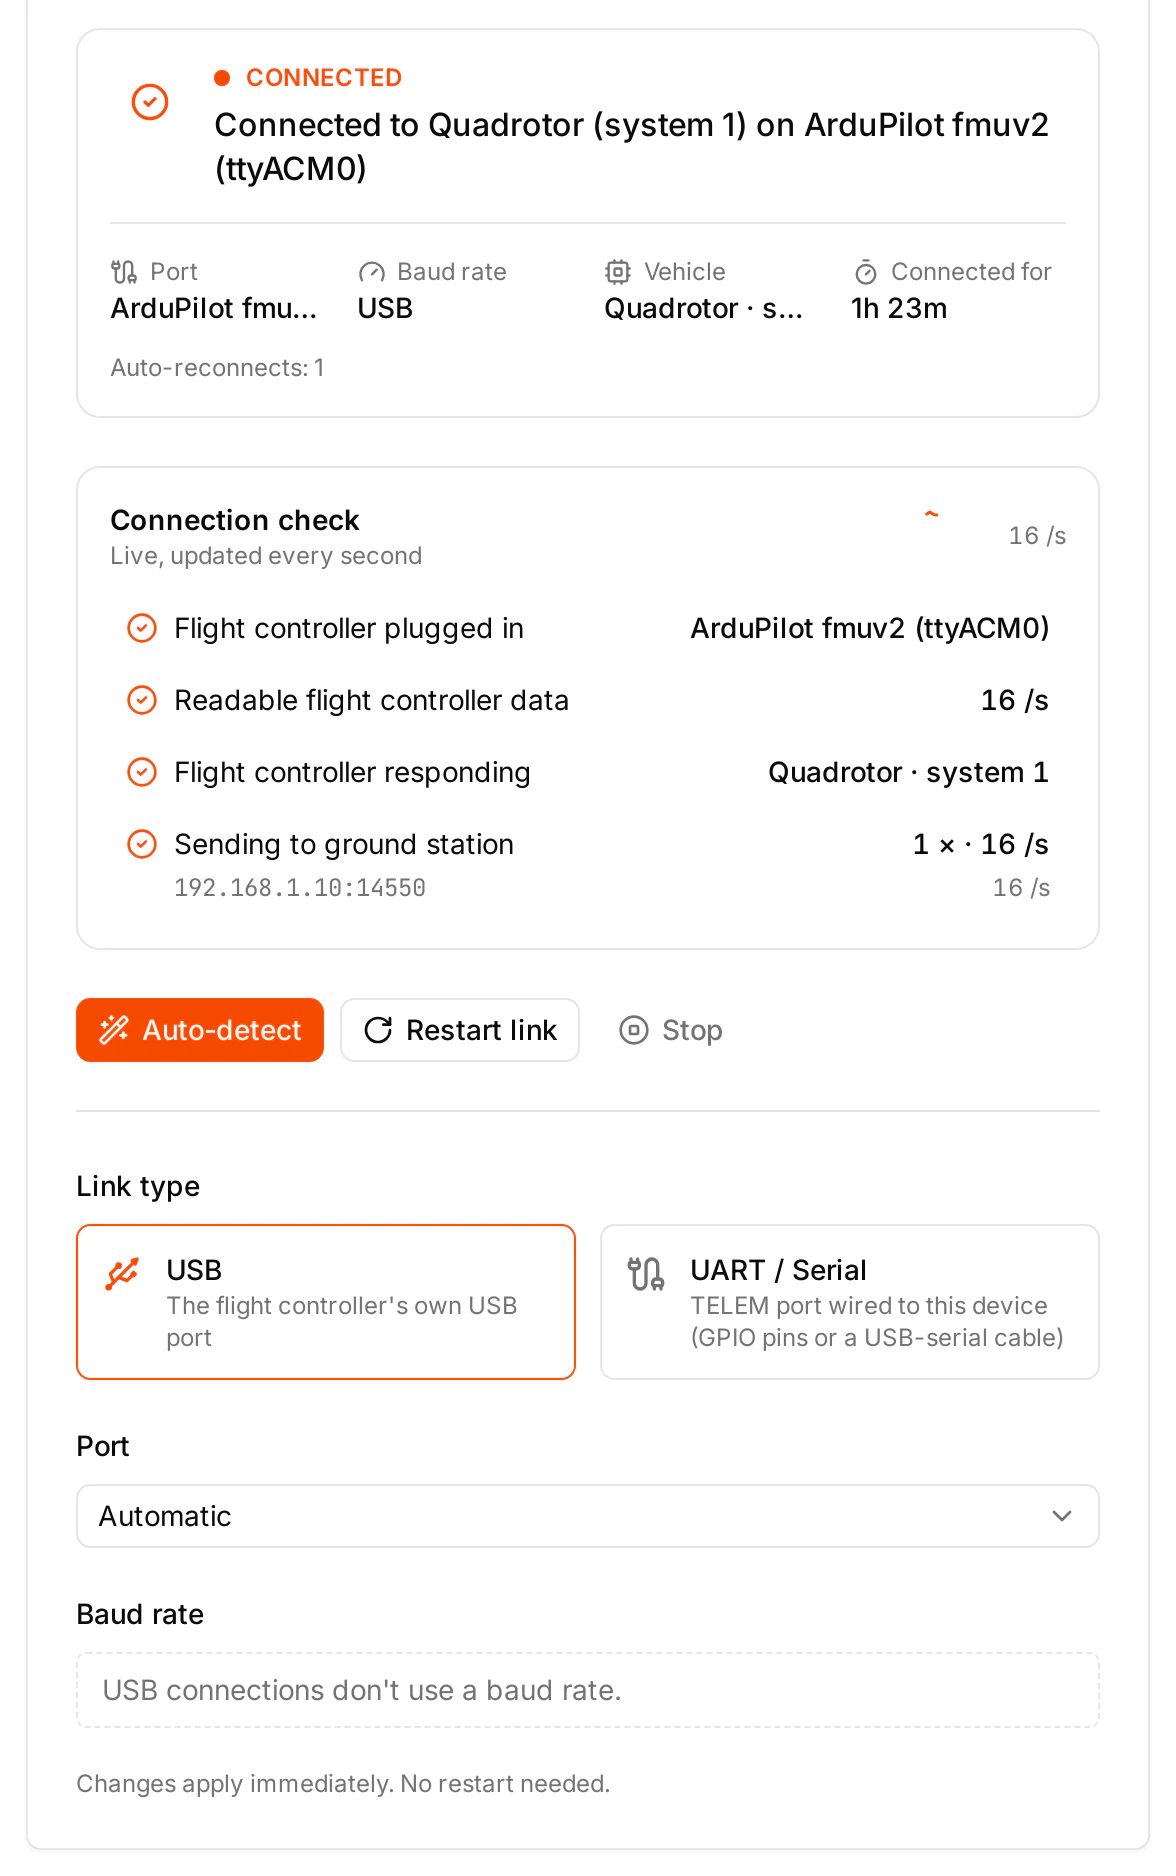 CONNECTED
Connected to Quadrotor (system 1) on ArduPilot fmuv2
(ttyACM0)
Port
ArduPilot fmu...
Baud rate
USB
Vehicle
Quadrotor · s...
Connected for
1h 23m
Auto-reconnects: 1
Connection check
Live, updated every second
16 /s
Flight controller plugged in
ArduPilot fmuv2 (ttyACM0)
Readable flight controller data
16 /s
Flight controller responding
Quadrotor · system 1
Sending to ground station
1 × · 16 /s
192.168.1.10:14550
16 /s
Auto-detect
Restart link
Stop
Link type
USB
The flight controller's own USB
port
UART / Serial
TELEM port wired to this device
(GPIO pins or a USB-serial cable)
Port
Automatic
Baud rate
USB connections don't use a baud rate.
Changes apply immediately. No restart needed.